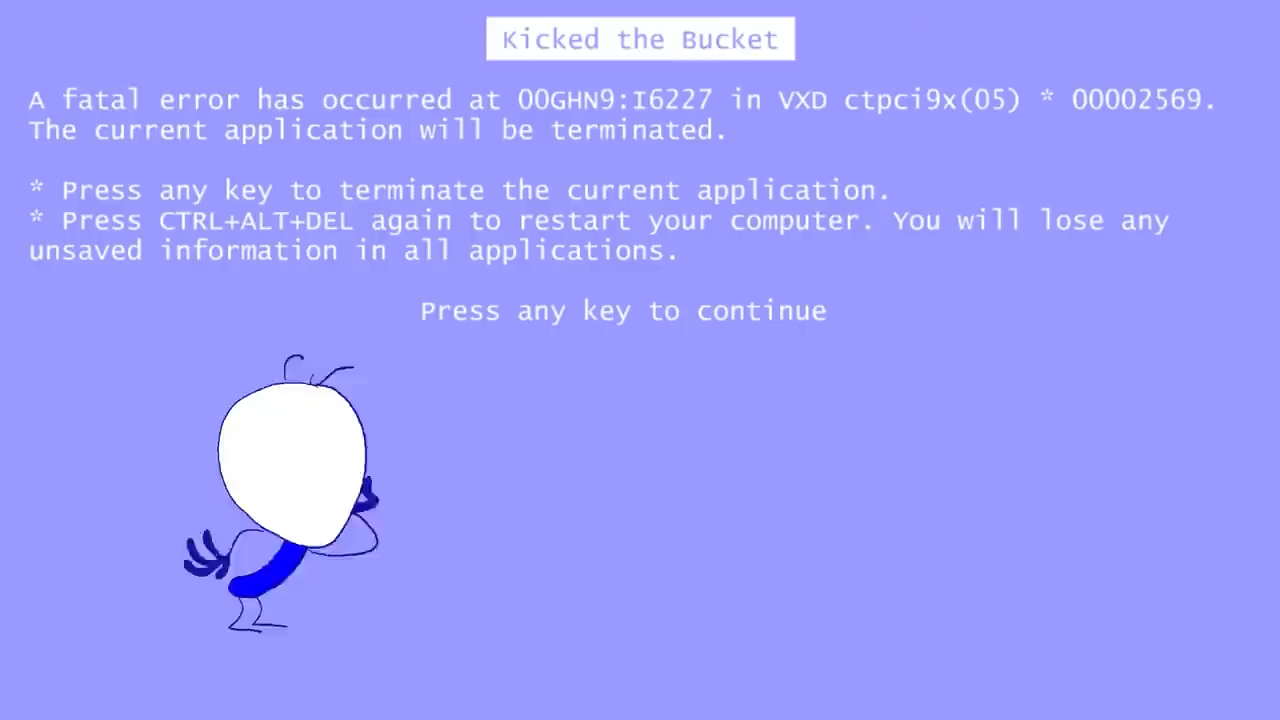 Kicked the Bucket
A fatal error has occurred at 00GHN9:I6227 in VXD ctpci9x(05) * 00002569.
The current application will be terminated.
* Press any key to terminate the current application.
* Press CTRL+ALT+DEL again to restart your computer. You will lose any
unsaved information in all applications.
Press any key to continue